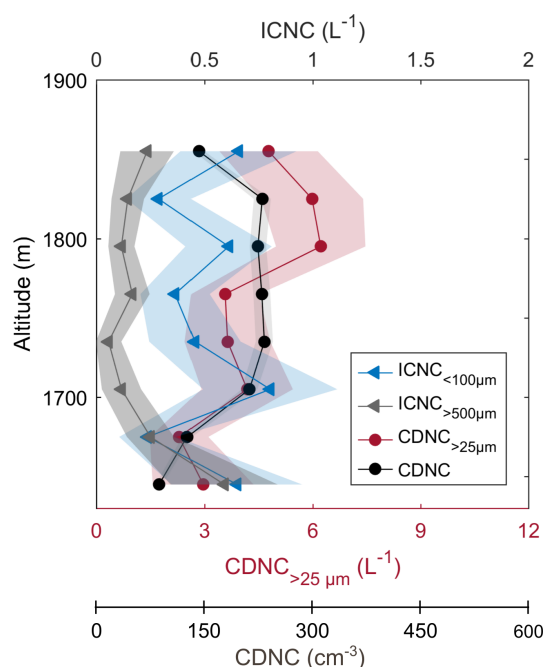 ICNC (L⁻¹)
0 0.5 1 1.5 2
1900
1800
1700
Altitude (m)
ICNC<100μm
ICNC>500μm
CDNC>25μm
CDNC
0 3 6 9 12
CDNC>25 μm (L⁻¹)
0 150 300 450 600
CDNC (cm⁻³)